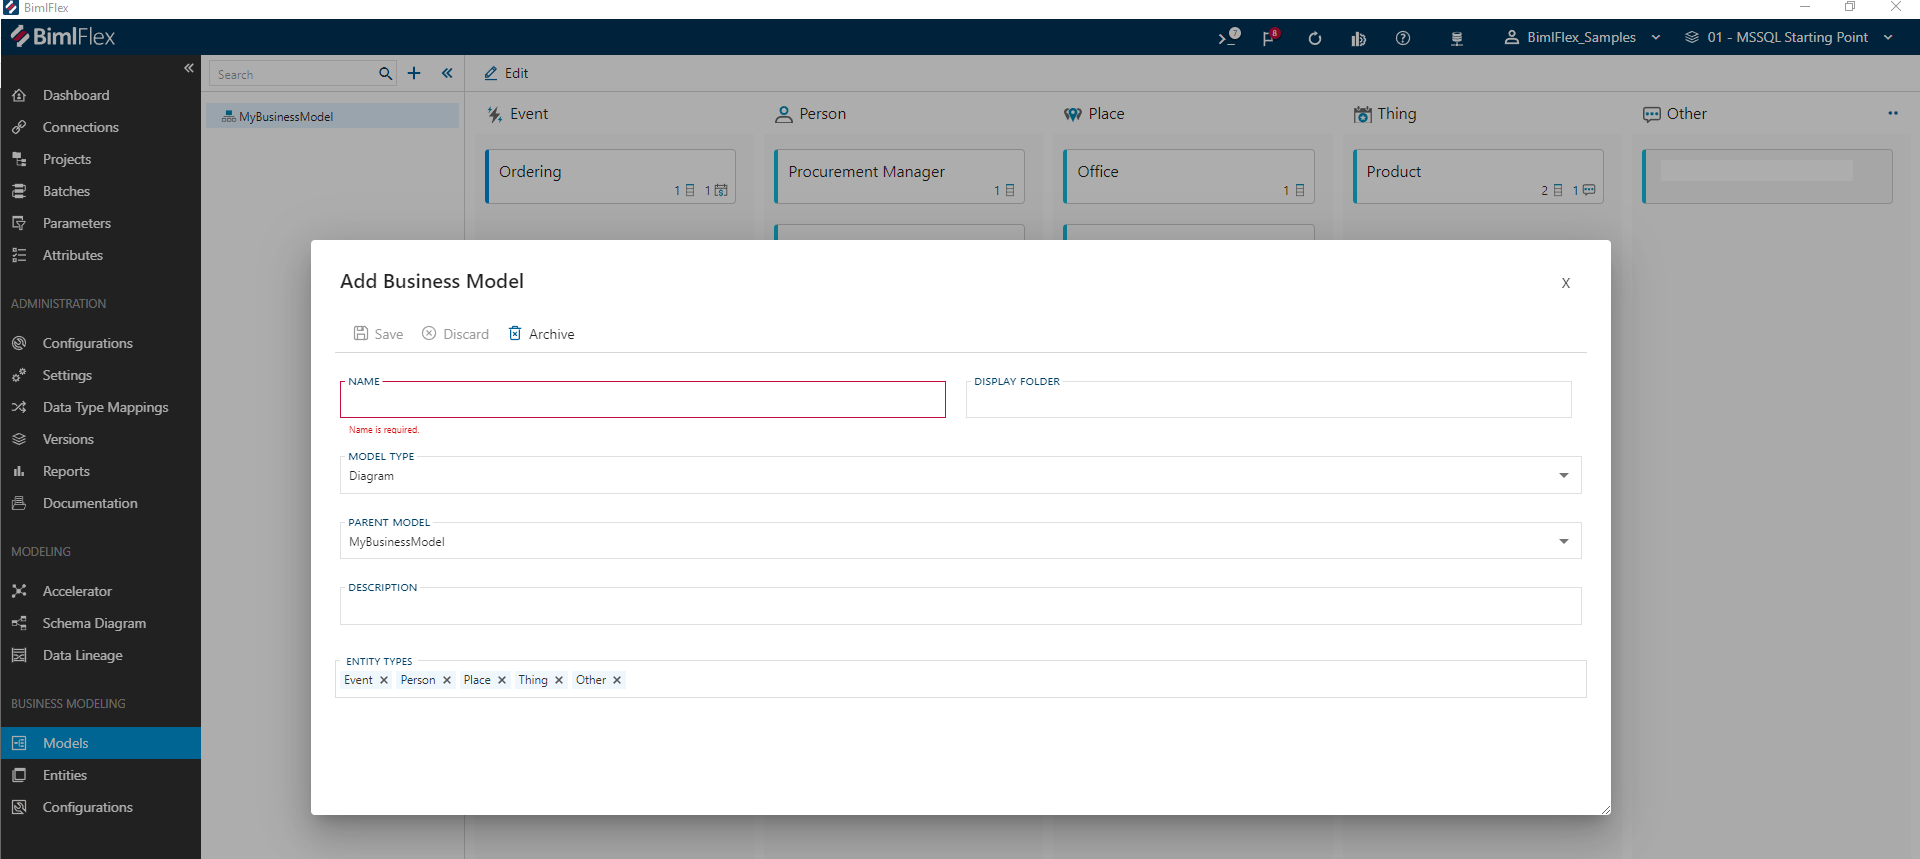 BimlFlex
BimlFlex
7
8
BimlFlex_Samples
01 - MSSQL Starting Point
Search
Edit
Dashboard
Connections
Projects
Batches
Parameters
Attributes
ADMINISTRATION
Configurations
Settings
Data Type Mappings
Versions
Reports
Documentation
MODELING
Accelerator
Schema Diagram
Data Lineage
BUSINESS MODELING
Models
Entities
Configurations
MyBusinessModel
Event
Person
Place
Thing
Other
Ordering
1 1
Procurement Manager
1
Office
1
Product
2 1
Add Business Model
X
Save Discard Archive
NAME
Name is required.
DISPLAY FOLDER
MODEL TYPE
Diagram
PARENT MODEL
MyBusinessModel
DESCRIPTION
ENTITY TYPES
Event Person Place Thing Other